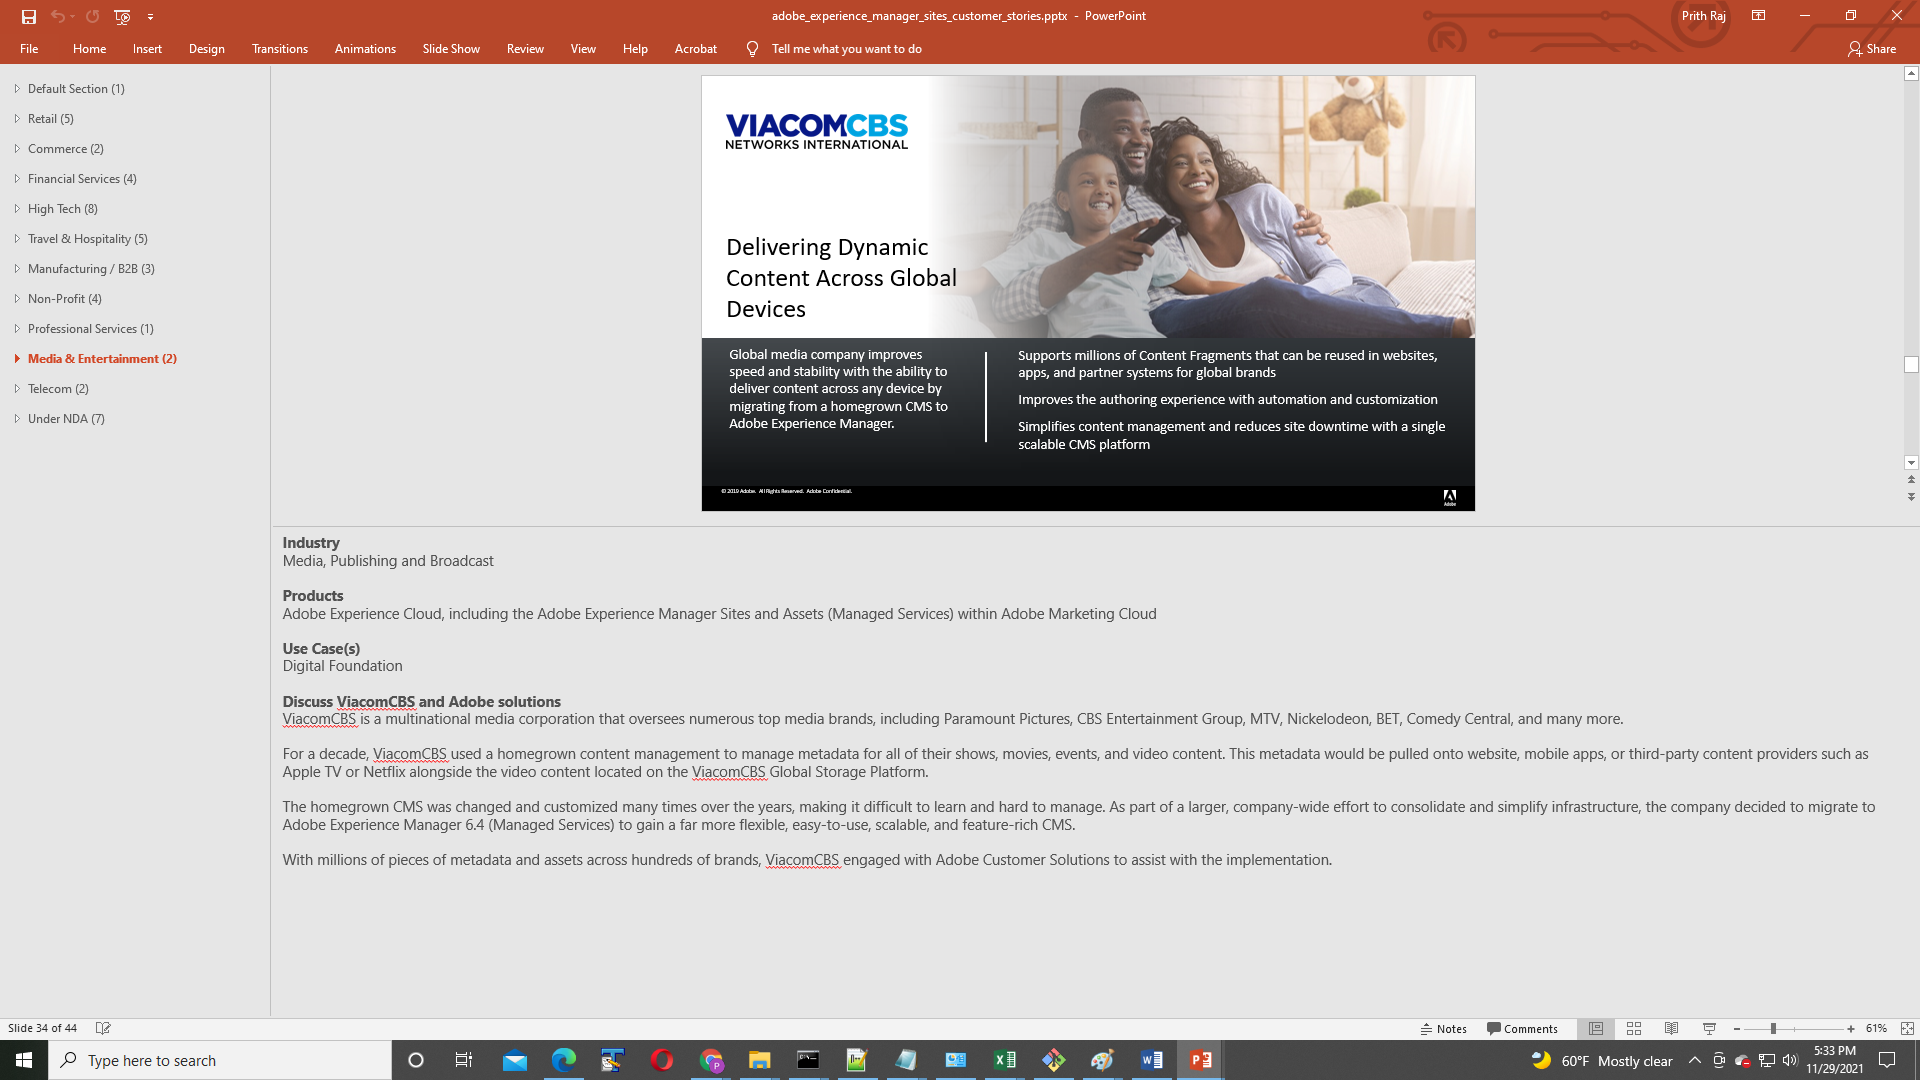 adobe_experience_manager_sites_customer_stories.pptx - PowerPoint
Prith Raj
File Home Insert Design Transitions Animations Slide Show Review View Help Acrobat Tell me what you want to do Share
Default Section (1)
Retail (5)
Commerce (2)
Financial Services (4)
High Tech (8)
Travel & Hospitality (5)
Manufacturing / B2B (3)
Non-Profit (4)
Professional Services (1)
Media & Entertainment (2)
Telecom (2)
Under NDA (7)
VIACOMCBS
NETWORKS INTERNATIONAL
Delivering Dynamic
Content Across Global
Devices
Global media company improves
speed and stability with the ability to
deliver content across any device by
migrating from a homegrown CMS to
Adobe Experience Manager.
Supports millions of Content Fragments that can be reused in websites,
apps, and partner systems for global brands
Improves the authoring experience with automation and customization
Simplifies content management and reduces site downtime with a single
scalable CMS platform
© 2019 Adobe. All Rights Reserved. Adobe Confidential.
Adobe
Industry
Media, Publishing and Broadcast
Products
Adobe Experience Cloud, including the Adobe Experience Manager Sites and Assets (Managed Services) within Adobe Marketing Cloud
Use Case(s)
Digital Foundation
Discuss ViacomCBS and Adobe solutions
ViacomCBS is a multinational media corporation that oversees numerous top media brands, including Paramount Pictures, CBS Entertainment Group, MTV, Nickelodeon, BET, Comedy Central, and many more.
For a decade, ViacomCBS used a homegrown content management to manage metadata for all of their shows, movies, events, and video content. This metadata would be pulled onto website, mobile apps, or third-party content providers such as
Apple TV or Netflix alongside the video content located on the ViacomCBS Global Storage Platform.
The homegrown CMS was changed and customized many times over the years, making it difficult to learn and hard to manage. As part of a larger, company-wide effort to consolidate and simplify infrastructure, the company decided to migrate to
Adobe Experience Manager 6.4 (Managed Services) to gain a far more flexible, easy-to-use, scalable, and feature-rich CMS.
With millions of pieces of metadata and assets across hundreds of brands, ViacomCBS engaged with Adobe Customer Solutions to assist with the implementation.
Slide 34 of 44
Notes Comments 61%
Type here to search
60°F Mostly clear
5:33 PM
11/29/2021